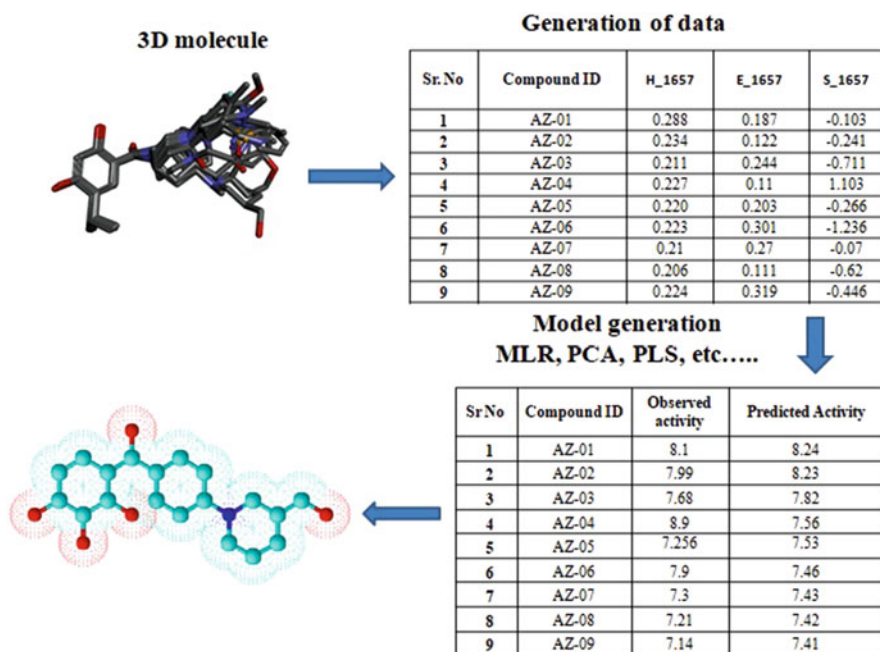 3D molecule
Generation of data
Sr. No Compound ID H_1657 E_1657 S_1657
1 AZ-01 0.288 0.187 -0.103
2 AZ-02 0.234 0.122 -0.241
3 AZ-03 0.211 0.244 -0.711
4 AZ-04 0.227 0.11 1.103
5 AZ-05 0.220 0.203 -0.266
6 AZ-06 0.223 0.301 -1.236
7 AZ-07 0.21 0.27 -0.07
8 AZ-08 0.206 0.111 -0.62
9 AZ-09 0.224 0.319 -0.446
Model generation
MLR, PCA, PLS, etc.....
Sr No Compound ID Observed activity Predicted Activity
1 AZ-01 8.1 8.24
2 AZ-02 7.99 8.23
3 AZ-03 7.68 7.82
4 AZ-04 8.9 7.56
5 AZ-05 7.256 7.53
6 AZ-06 7.9 7.46
7 AZ-07 7.3 7.43
8 AZ-08 7.21 7.42
9 AZ-09 7.14 7.41